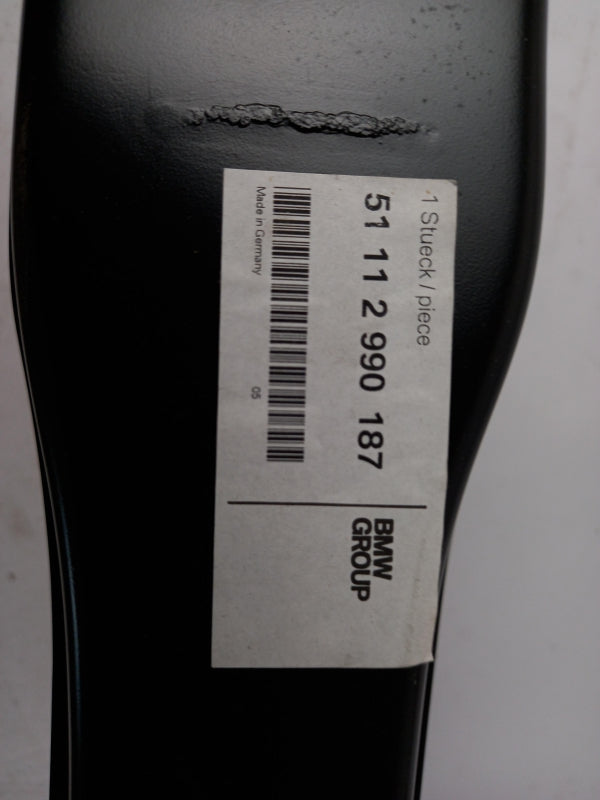 1 Stueck / piece
51 11 2 990 187
Made in Germany
05
BMW
GROUP